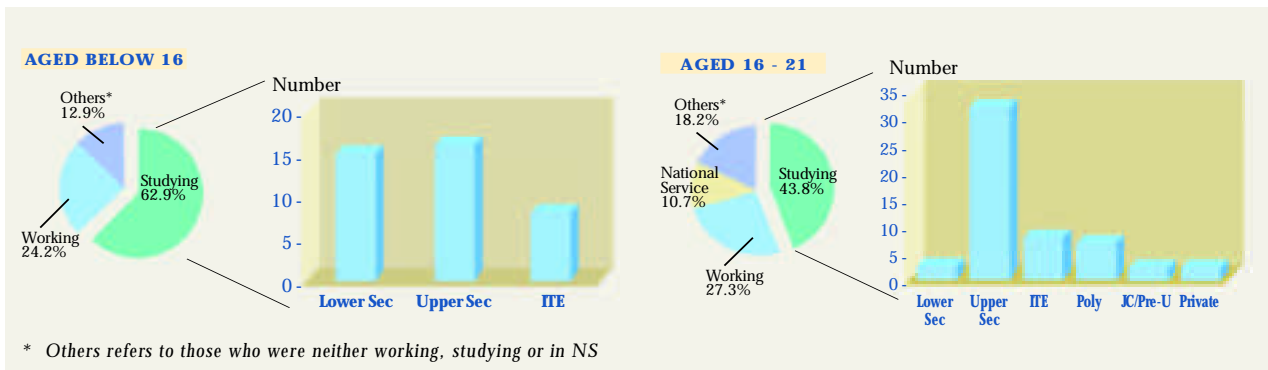 AGED BELOW 16
Number
Others*
12.9%
Studying
62.9%
Working
24.2%
20 -
15 -
10 -
5 -
0 -
Lower Sec
Upper Sec
ITE
AGED 16 - 21
Number
Others*
18.2%
National
Service
10.7%
Studying
43.8%
Working
27.3%
35 -
30 -
25 -
20 -
15 -
10 -
5 -
0 -
Lower
Sec
Upper
Sec
ITE
Poly
JC/Pre-U
Private
* Others refers to those who were neither working, studying or in NS